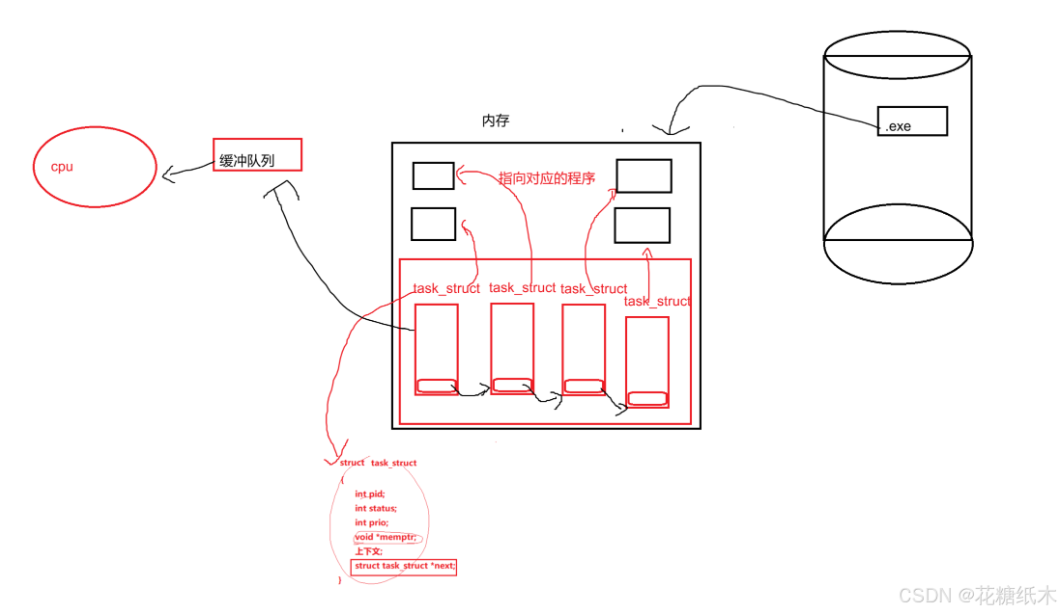 内存
.exe
cpu
缓冲队列
指向对应的程序
task_struct
task_struct
task_struct
task_struct
struct task_struct
{
int pid;
int status;
int prio;
void *memptr;
上下文;
struct task_struct *next;
}
CSDN @花糖纸木